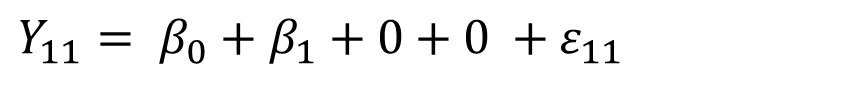 Y₁₁ = β₀ + β₁ + 0 + 0 + ε₁₁